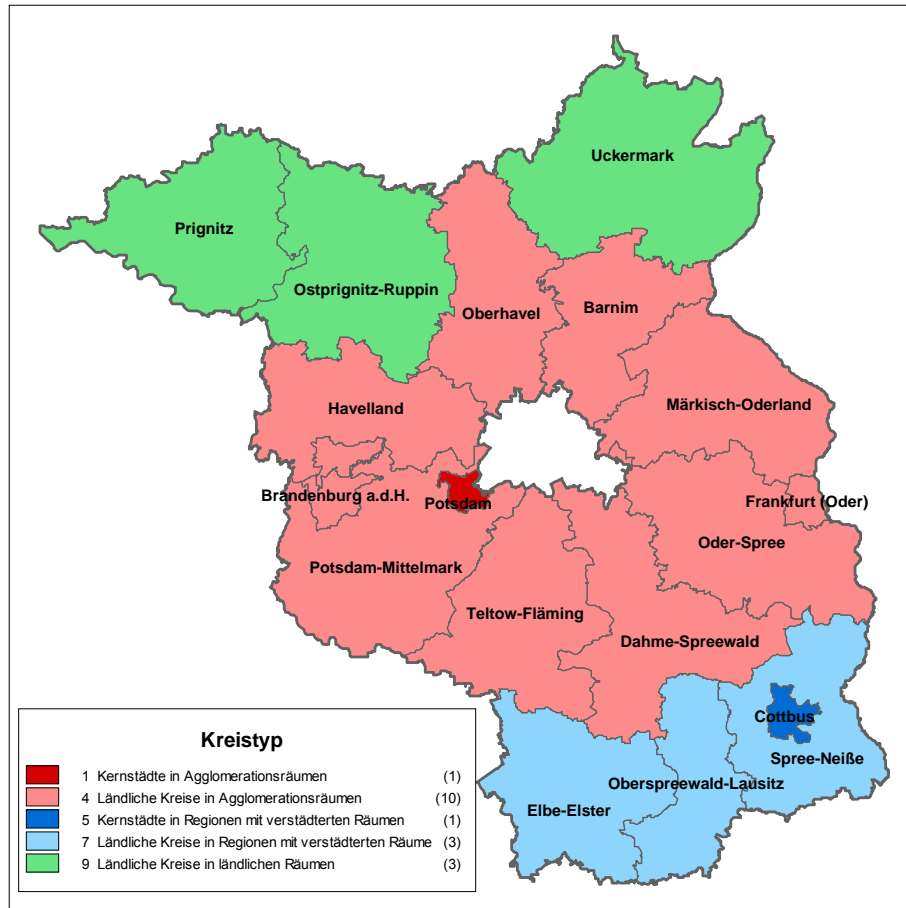 Uckermark
Prignitz
Ostprignitz-Ruppin
Oberhavel
Barnim
Havelland
Märkisch-Oderland
Brandenburg a.d.H.
Potsdam
Frankfurt (Oder)
Oder-Spree
Potsdam-Mittelmark
Teltow-Fläming
Dahme-Spreewald
Cottbus
Spree-Neiße
Oberspreewald-Lausitz
Elbe-Elster
Kreistyp
1 Kernstädte in Agglomerationsräumen (1)
4 Ländliche Kreise in Agglomerationsräumen (10)
5 Kernstädte in Regionen mit verstädterten Räumen (1)
7 Ländliche Kreise in Regionen mit verstädterten Räume (3)
9 Ländliche Kreise in ländlichen Räumen (3)